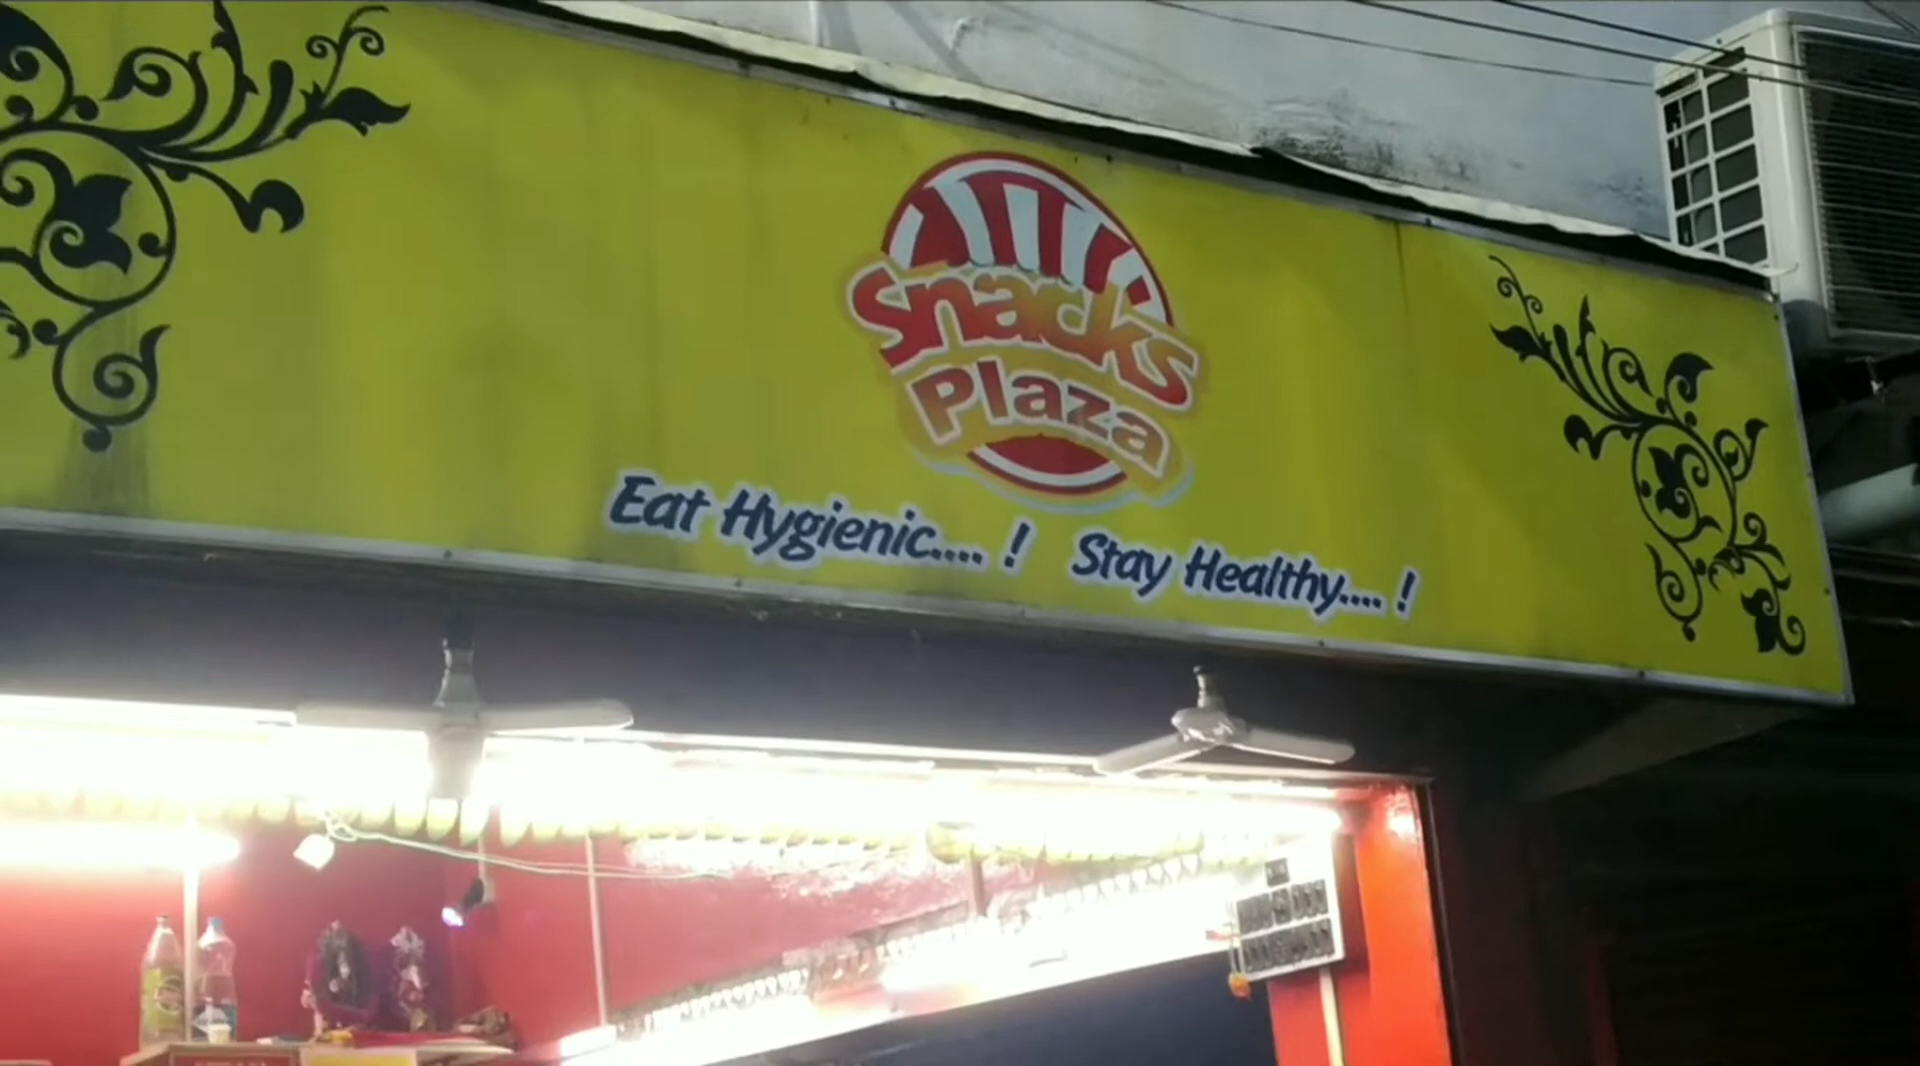 Snacks
Plaza
Eat Hygienic.... ! Stay Healthy.... !